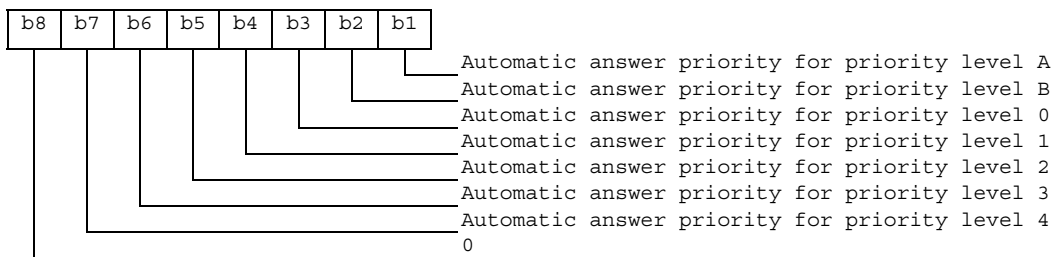 b8 b7 b6 b5 b4 b3 b2 b1
Automatic answer priority for priority level A
Automatic answer priority for priority level B
Automatic answer priority for priority level 0
Automatic answer priority for priority level 1
Automatic answer priority for priority level 2
Automatic answer priority for priority level 3
Automatic answer priority for priority level 4
0